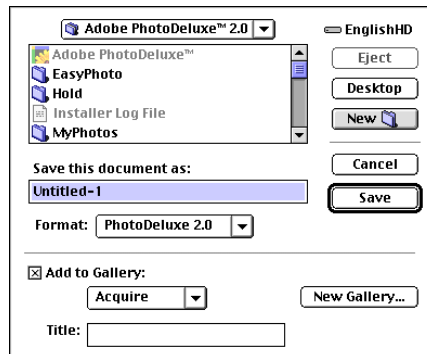 Adobe PhotoDeluxe™ 2.0
EnglishHD
Adobe PhotoDeluxe™
EasyPhoto
Hold
Installer Log File
MyPhotos
Eject
Desktop
New
Save this document as:
Untitled-1
Cancel
Save
Format: PhotoDeluxe 2.0
Add to Gallery:
Acquire
New Gallery...
Title: